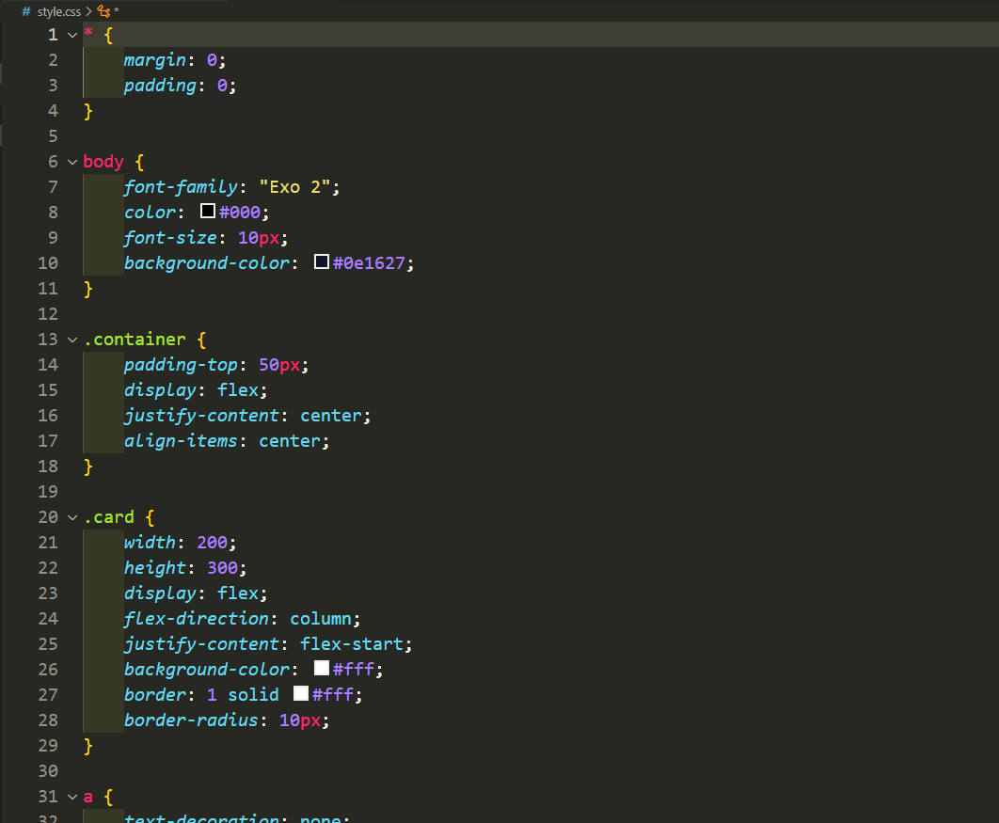 # style.css > *
1 * {
2 margin: 0;
3 padding: 0;
4 }
5
6 body {
7 font-family: "Exo 2";
8 color: #000;
9 font-size: 10px;
10 background-color: #0e1627;
11 }
12
13 .container {
14 padding-top: 50px;
15 display: flex;
16 justify-content: center;
17 align-items: center;
18 }
19
20 .card {
21 width: 200;
22 height: 300;
23 display: flex;
24 flex-direction: column;
25 justify-content: flex-start;
26 background-color: #fff;
27 border: 1 solid #fff;
28 border-radius: 10px;
29 }
30
31 a {
32 text-decoration: none;